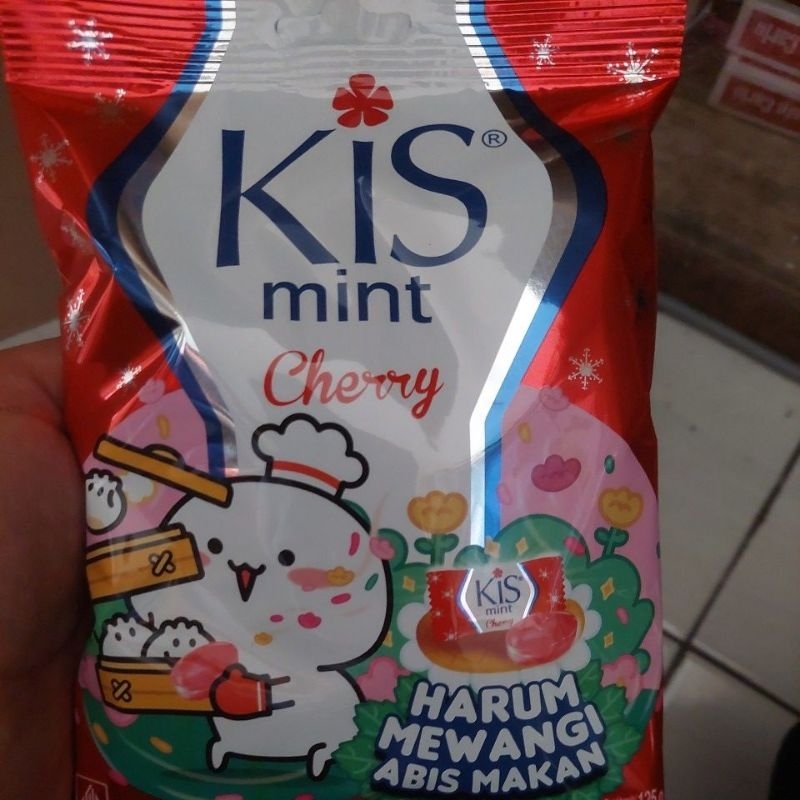 KiS®
mint
Cherry
KiS
mint
Cherry
HARUM
MEWANGI
ABIS MAKAN